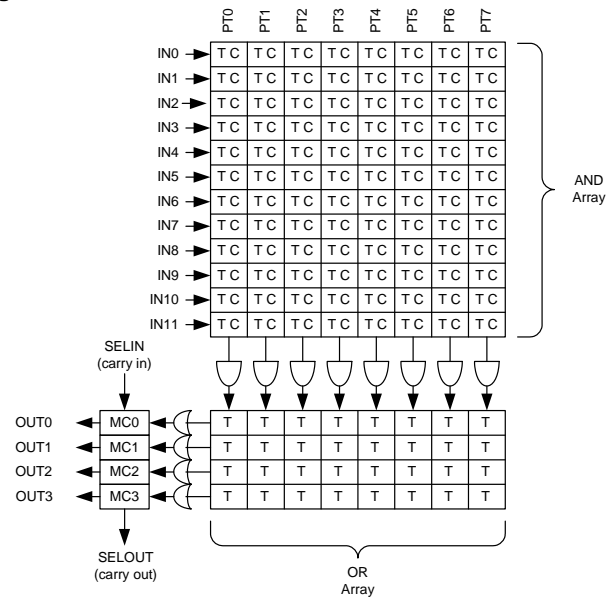 PT0 PT1 PT2 PT3 PT4 PT5 PT6 PT7
IN0 T C T C T C T C T C T C T C T C
IN1 T C T C T C T C T C T C T C T C
IN2 T C T C T C T C T C T C T C T C
IN3 T C T C T C T C T C T C T C T C
IN4 T C T C T C T C T C T C T C T C
IN5 T C T C T C T C T C T C T C T C
IN6 T C T C T C T C T C T C T C T C
IN7 T C T C T C T C T C T C T C T C
IN8 T C T C T C T C T C T C T C T C
IN9 T C T C T C T C T C T C T C T C
IN10 T C T C T C T C T C T C T C T C
IN11 T C T C T C T C T C T C T C T C
AND
Array
SELIN
(carry in)
OUT0 MC0 T T T T T T T T
OUT1 MC1 T T T T T T T T
OUT2 MC2 T T T T T T T T
OUT3 MC3 T T T T T T T T
SELOUT
(carry out)
OR
Array